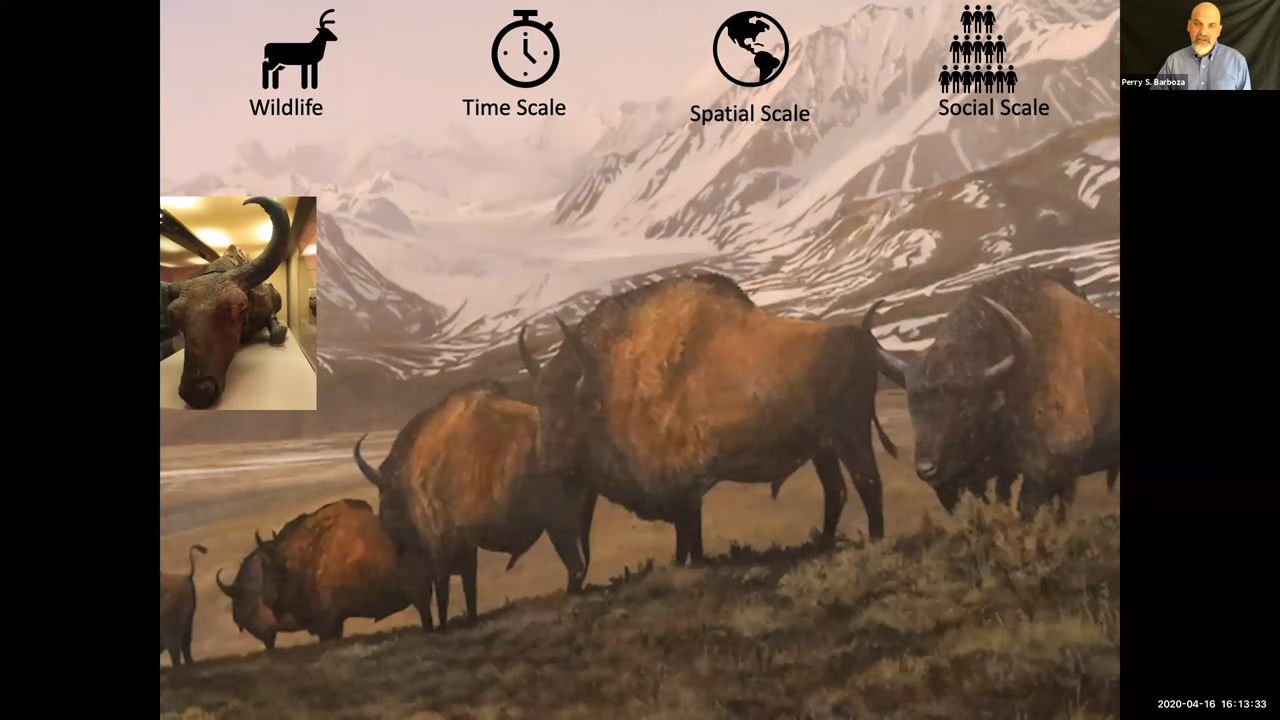 Wildlife
Time Scale
Spatial Scale
Social Scale
Perry S. Barboza
2020-04-16 16:13:33